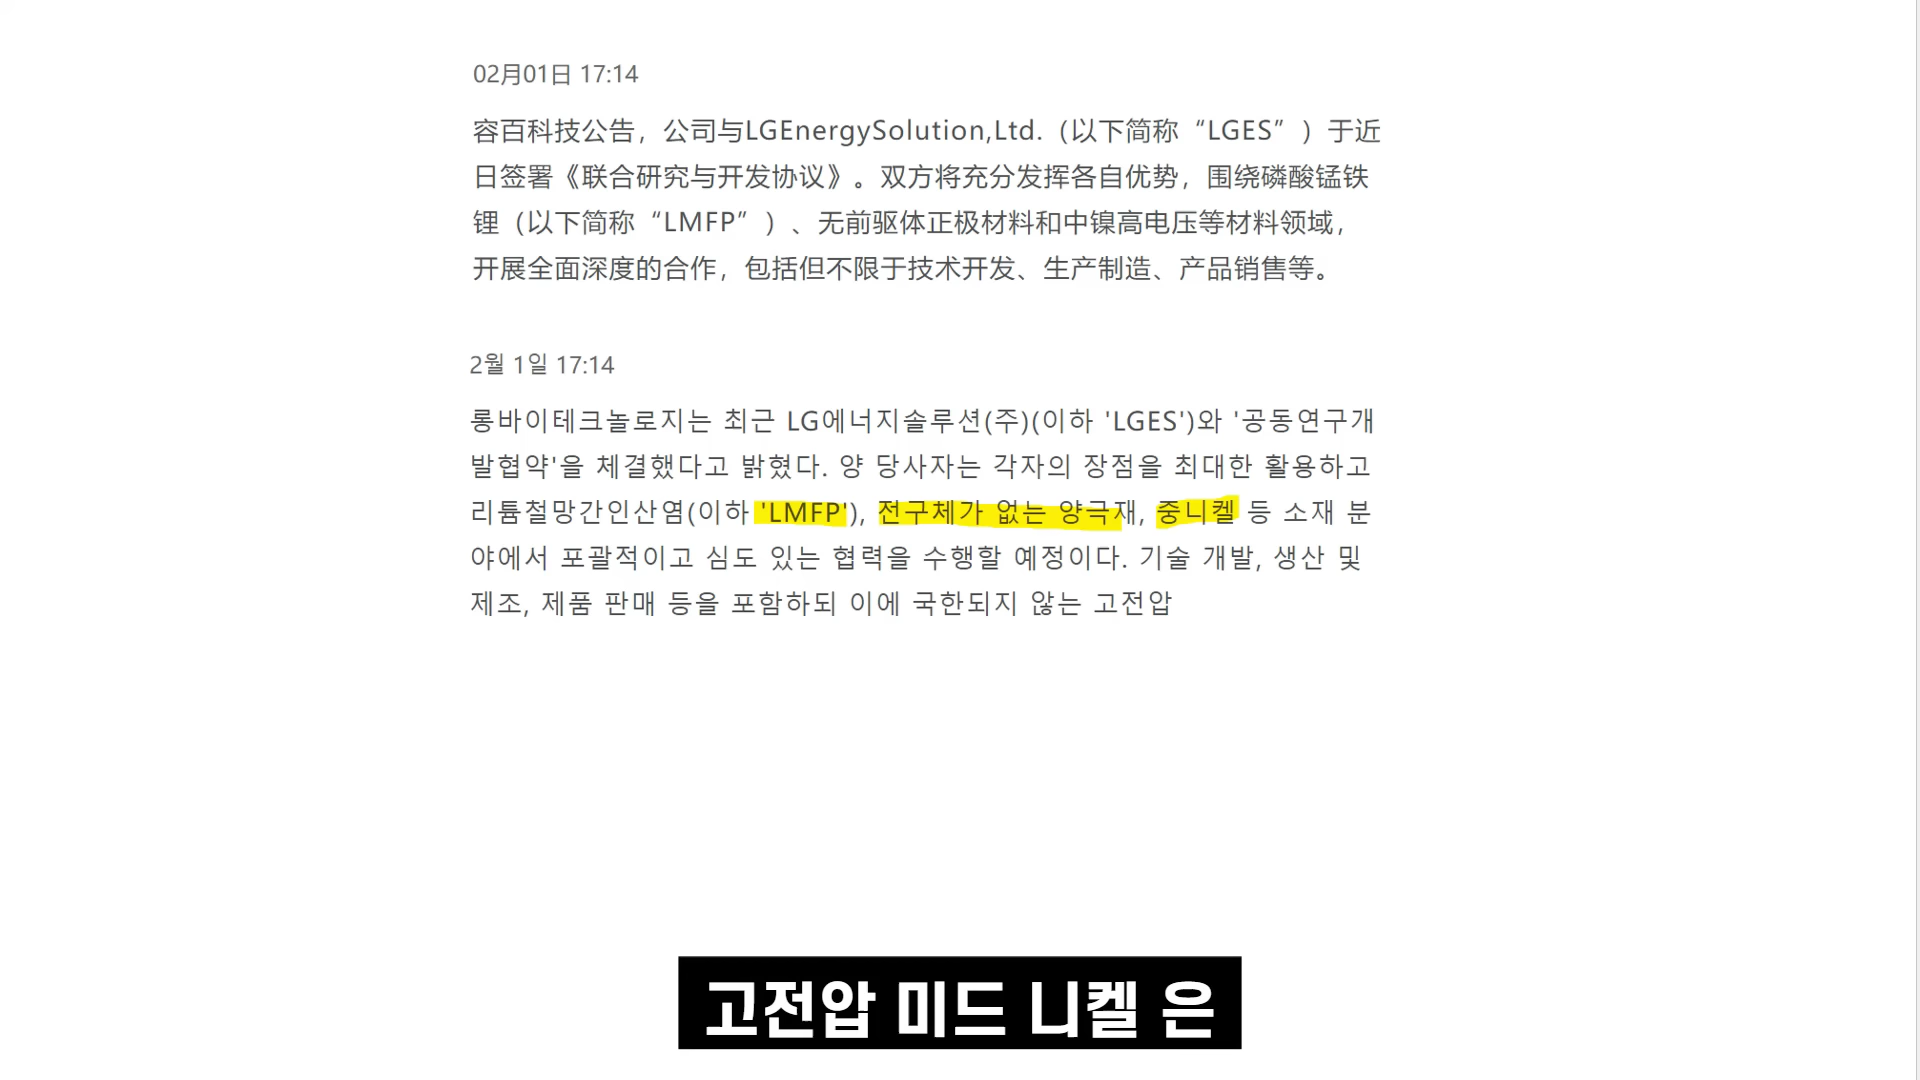 02月01日 17:14
容百科技公告，公司与LGEnergySolution,Ltd.（以下简称“LGES”）于近
日签署《联合研究与开发协议》。双方将充分发挥各自优势，围绕磷酸锰铁
锂（以下简称“LMFP”）、无前驱体正极材料和中镍高电压等材料领域，
开展全面深度的合作，包括但不限于技术开发、生产制造、产品销售等。
2월 1일 17:14
롱바이테크놀로지는 최근 LG에너지솔루션(주)(이하 'LGES')와 '공동연구개
발협약'을 체결했다고 밝혔다. 양 당사자는 각자의 장점을 최대한 활용하고
리튬철망간인산염(이하 'LMFP'), 전구체가 없는 양극재, 중니켈 등 소재 분
야에서 포괄적이고 심도 있는 협력을 수행할 예정이다. 기술 개발, 생산 및
제조, 제품 판매 등을 포함하되 이에 국한되지 않는 고전압
고전압 미드 니켈 은